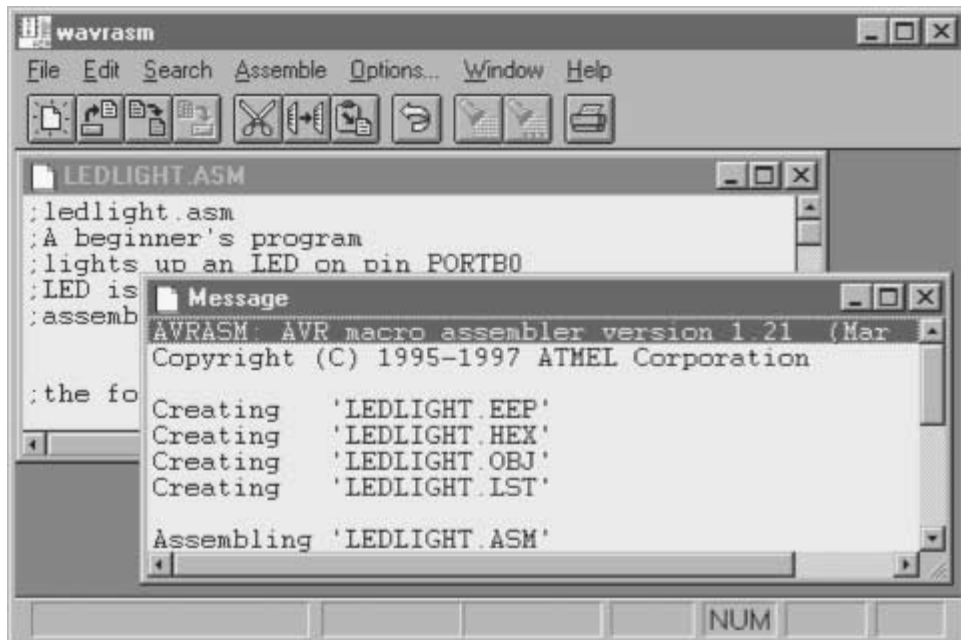 wavrasm
File Edit Search Assemble Options... Window Help
LEDLIGHT.ASM
;ledlight.asm
;A beginner's program
;lights up an LED on pin PORTB0
;LED is
;assemb
;the fo
Message
AVRASM: AVR macro assembler version 1.21 (Mar
Copyright (C) 1995-1997 ATMEL Corporation
Creating 'LEDLIGHT.EEP'
Creating 'LEDLIGHT.HEX'
Creating 'LEDLIGHT.OBJ'
Creating 'LEDLIGHT.LST'
Assembling 'LEDLIGHT.ASM'
NUM